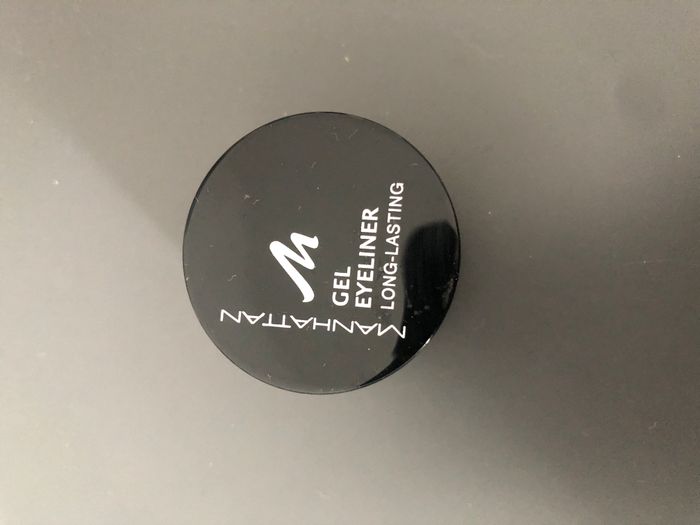 M
GEL
EYELINER
LONG-LASTING
MANHATTAN